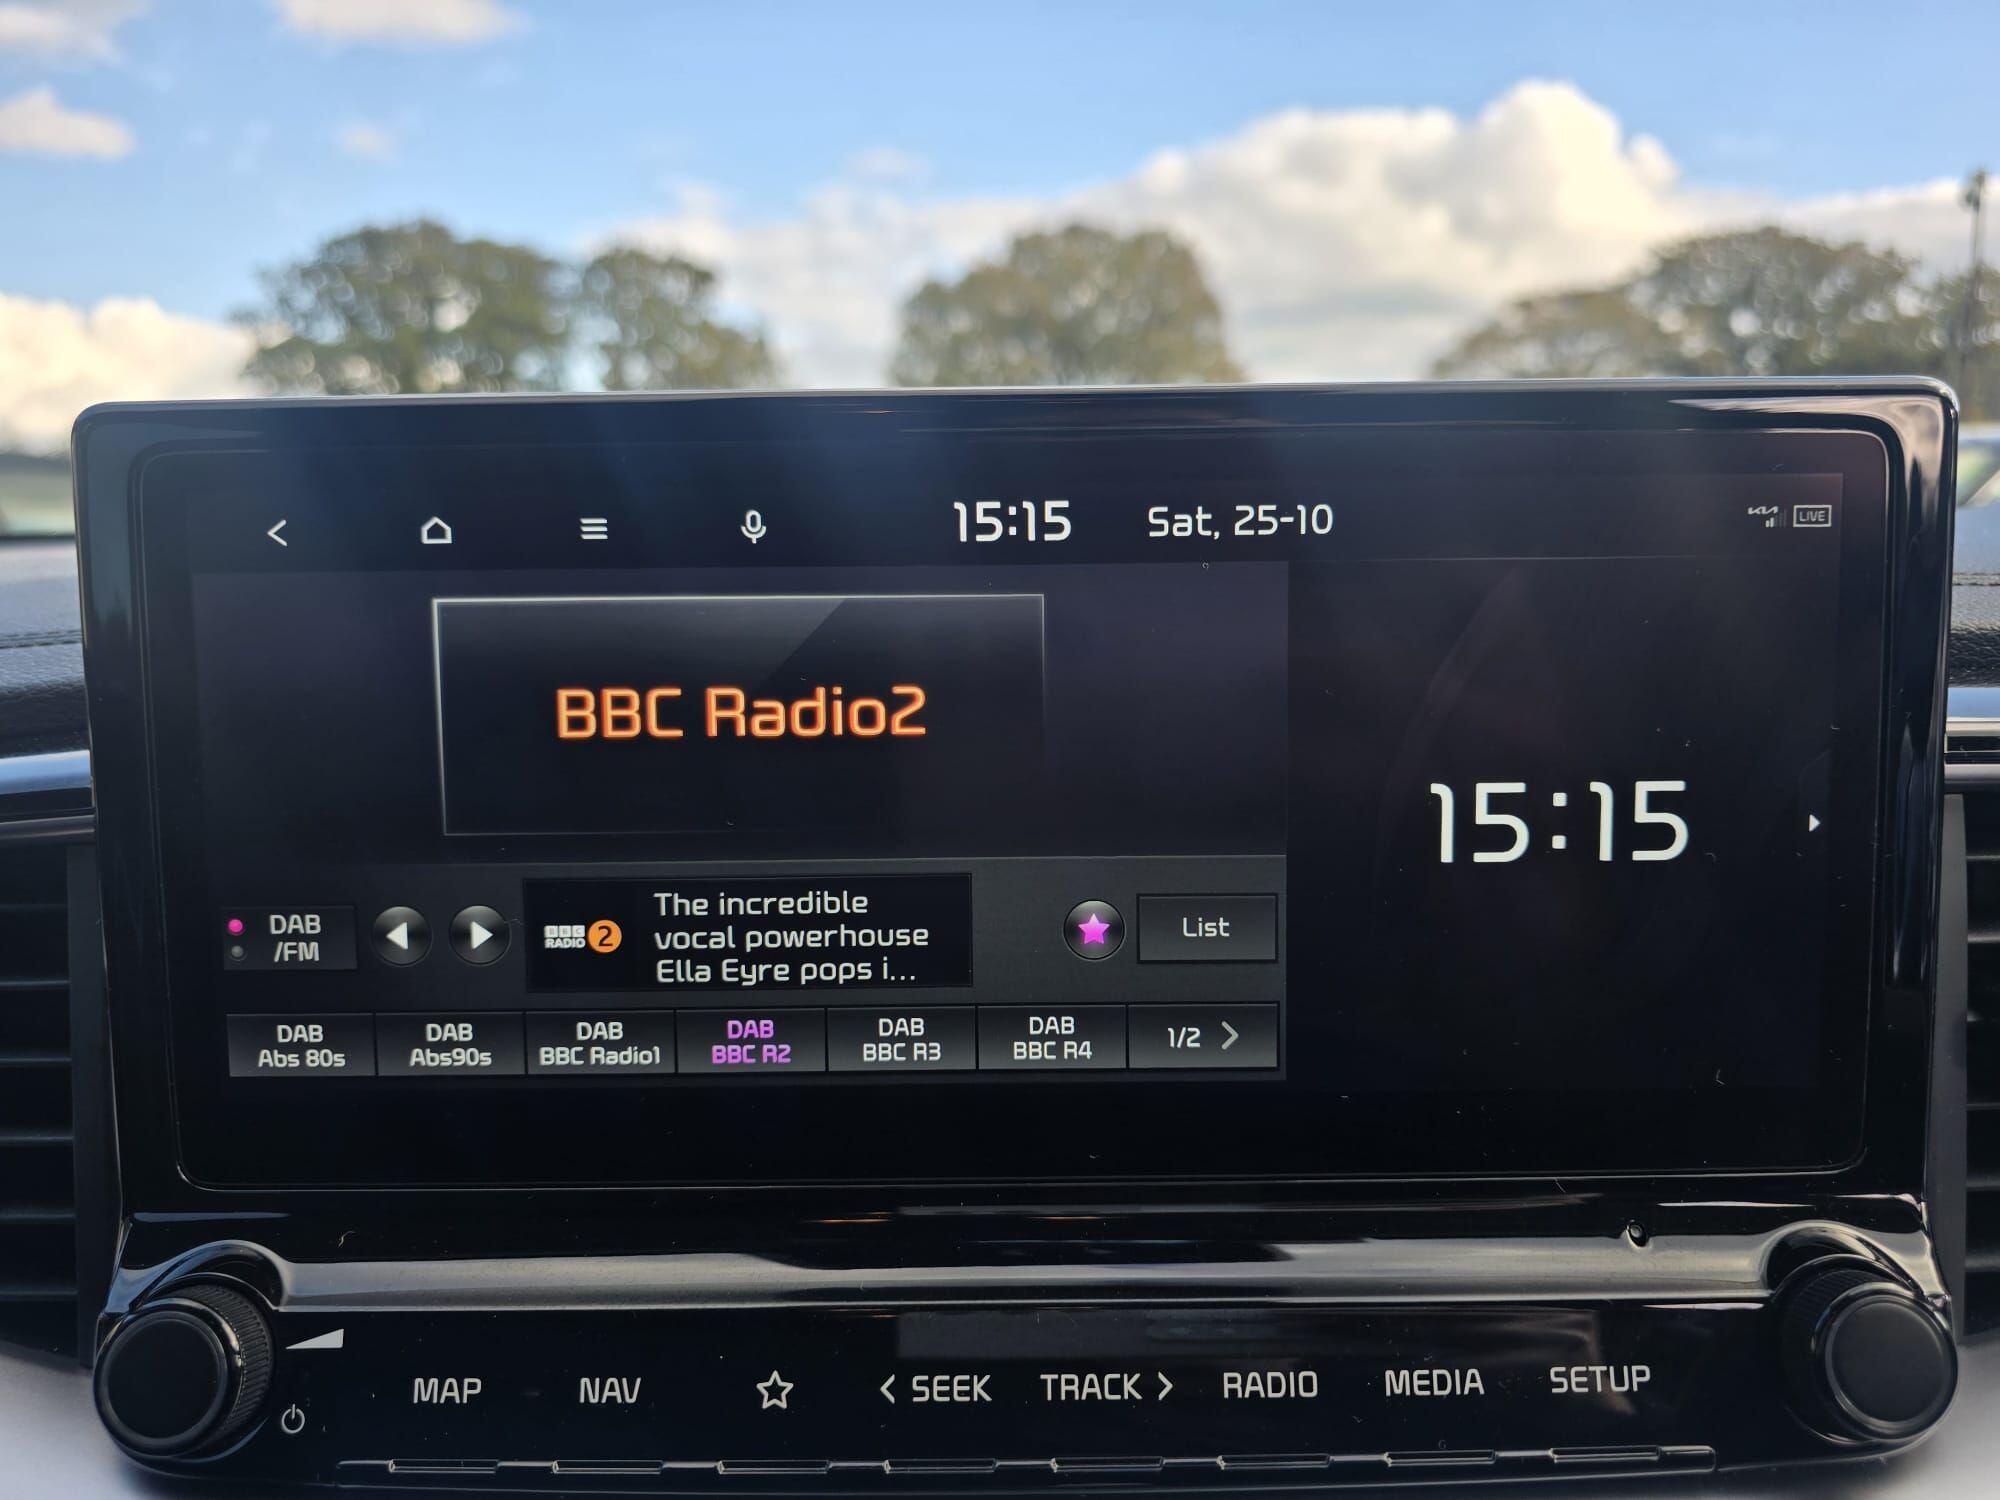 15:15 Sat, 25-10
KIA LIVE
BBC Radio2
15:15
DAB
/FM
BBC
RADIO 2
The incredible
vocal powerhouse
Ella Eyre pops i...
List
DAB
Abs 80s
DAB
Abs90s
DAB
BBC Radio1
DAB
BBC R2
DAB
BBC R3
DAB
BBC R4
1/2
MAP NAV < SEEK TRACK > RADIO MEDIA SETUP